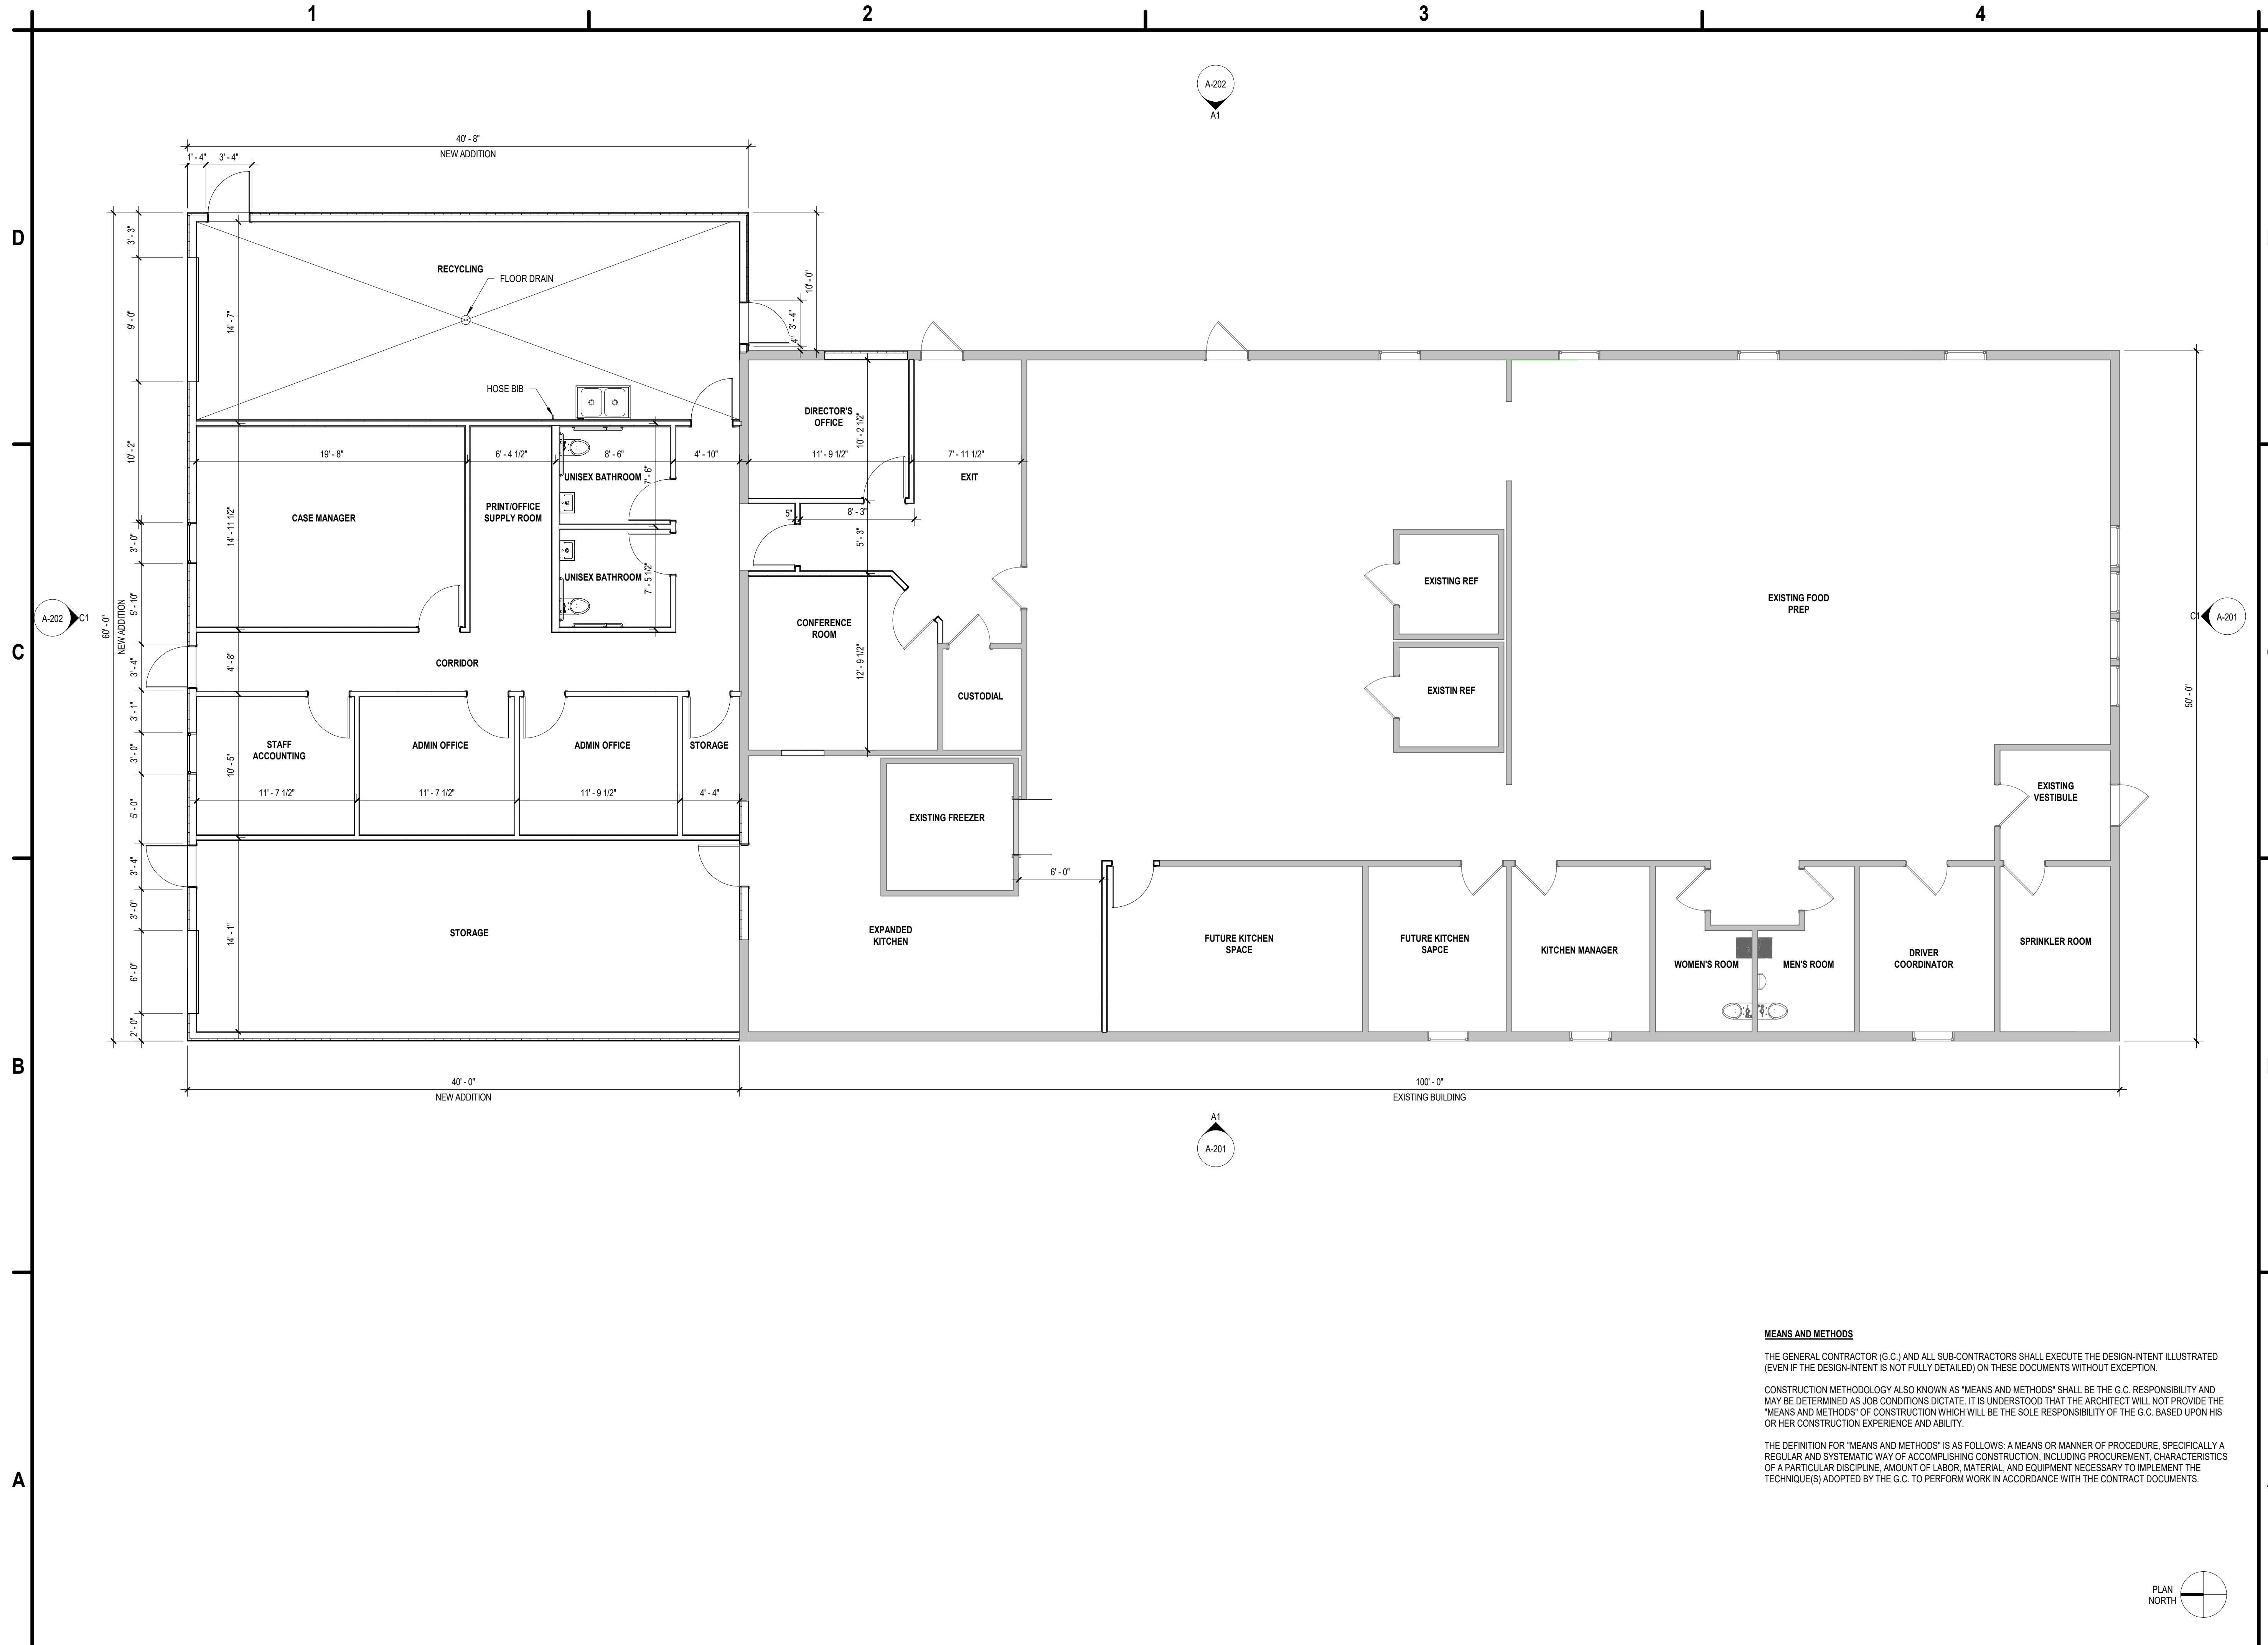 1
2
3
4
A-202
A1
40' - 8"
NEW ADDITION
1' - 4"
3' - 4"
D
3' - 3"
9' - 0"
10' - 2"
3' - 0"
5' - 10"
3' - 4"
3' - 1"
3' - 0"
5' - 0"
3' - 4"
3' - 0"
6' - 0"
2' - 0"
60' - 0"
NEW ADDITION
RECYCLING
FLOOR DRAIN
14' - 7"
10' - 0"
3' - 4"
4"
HOSE BIB
DIRECTOR'S
OFFICE
10' - 2 1/2"
19' - 8"
6' - 4 1/2"
8' - 6"
4' - 10"
11' - 9 1/2"
7' - 11 1/2"
EXIT
UNISEX BATHROOM
7' - 6"
CASE MANAGER
14' - 11 1/2"
PRINT/OFFICE
SUPPLY ROOM
5"
8' - 3"
5' - 3"
UNISEX BATHROOM
7' - 5 1/2"
EXISTING REF
EXISTING FOOD
PREP
A-202
C1
C1
A-201
CONFERENCE
ROOM
12' - 9 1/2"
C
4' - 8"
CORRIDOR
CUSTODIAL
EXISTIN REF
50' - 0"
STAFF
ACCOUNTING
ADMIN OFFICE
ADMIN OFFICE
STORAGE
10' - 5"
11' - 7 1/2"
11' - 7 1/2"
11' - 9 1/2"
4' - 4"
EXISTING
VESTIBULE
EXISTING FREEZER
6' - 0"
STORAGE
14' - 1"
EXPANDED
KITCHEN
FUTURE KITCHEN
SPACE
FUTURE KITCHEN
SAPCE
KITCHEN MANAGER
WOMEN'S ROOM
MEN'S ROOM
DRIVER
COORDINATOR
SPRINKLER ROOM
B
40' - 0"
NEW ADDITION
100' - 0"
EXISTING BUILDING
A1
A-201
MEANS AND METHODS
THE GENERAL CONTRACTOR (G.C.) AND ALL SUB-CONTRACTORS SHALL EXECUTE THE DESIGN-INTENT ILLUSTRATED
(EVEN IF THE DESIGN-INTENT IS NOT FULLY DETAILED) ON THESE DOCUMENTS WITHOUT EXCEPTION.
CONSTRUCTION METHODOLOGY ALSO KNOWN AS "MEANS AND METHODS" SHALL BE THE G.C. RESPONSIBILITY AND
MAY BE DETERMINED AS JOB CONDITIONS DICTATE. IT IS UNDERSTOOD THAT THE ARCHITECT WILL NOT PROVIDE THE
"MEANS AND METHODS" OF CONSTRUCTION WHICH WILL BE THE SOLE RESPONSIBILITY OF THE G.C. BASED UPON HIS
OR HER CONSTRUCTION EXPERIENCE AND ABILITY.
THE DEFINITION FOR "MEANS AND METHODS" IS AS FOLLOWS: A MEANS OR MANNER OF PROCEDURE, SPECIFICALLY A
REGULAR AND SYSTEMATIC WAY OF ACCOMPLISHING CONSTRUCTION, INCLUDING PROCUREMENT, CHARACTERISTICS
OF A PARTICULAR DISCIPLINE, AMOUNT OF LABOR, MATERIAL, AND EQUIPMENT NECESSARY TO IMPLEMENT THE
TECHNIQUE(S) ADOPTED BY THE G.C. TO PERFORM WORK IN ACCORDANCE WITH THE CONTRACT DOCUMENTS.
A
PLAN
NORTH